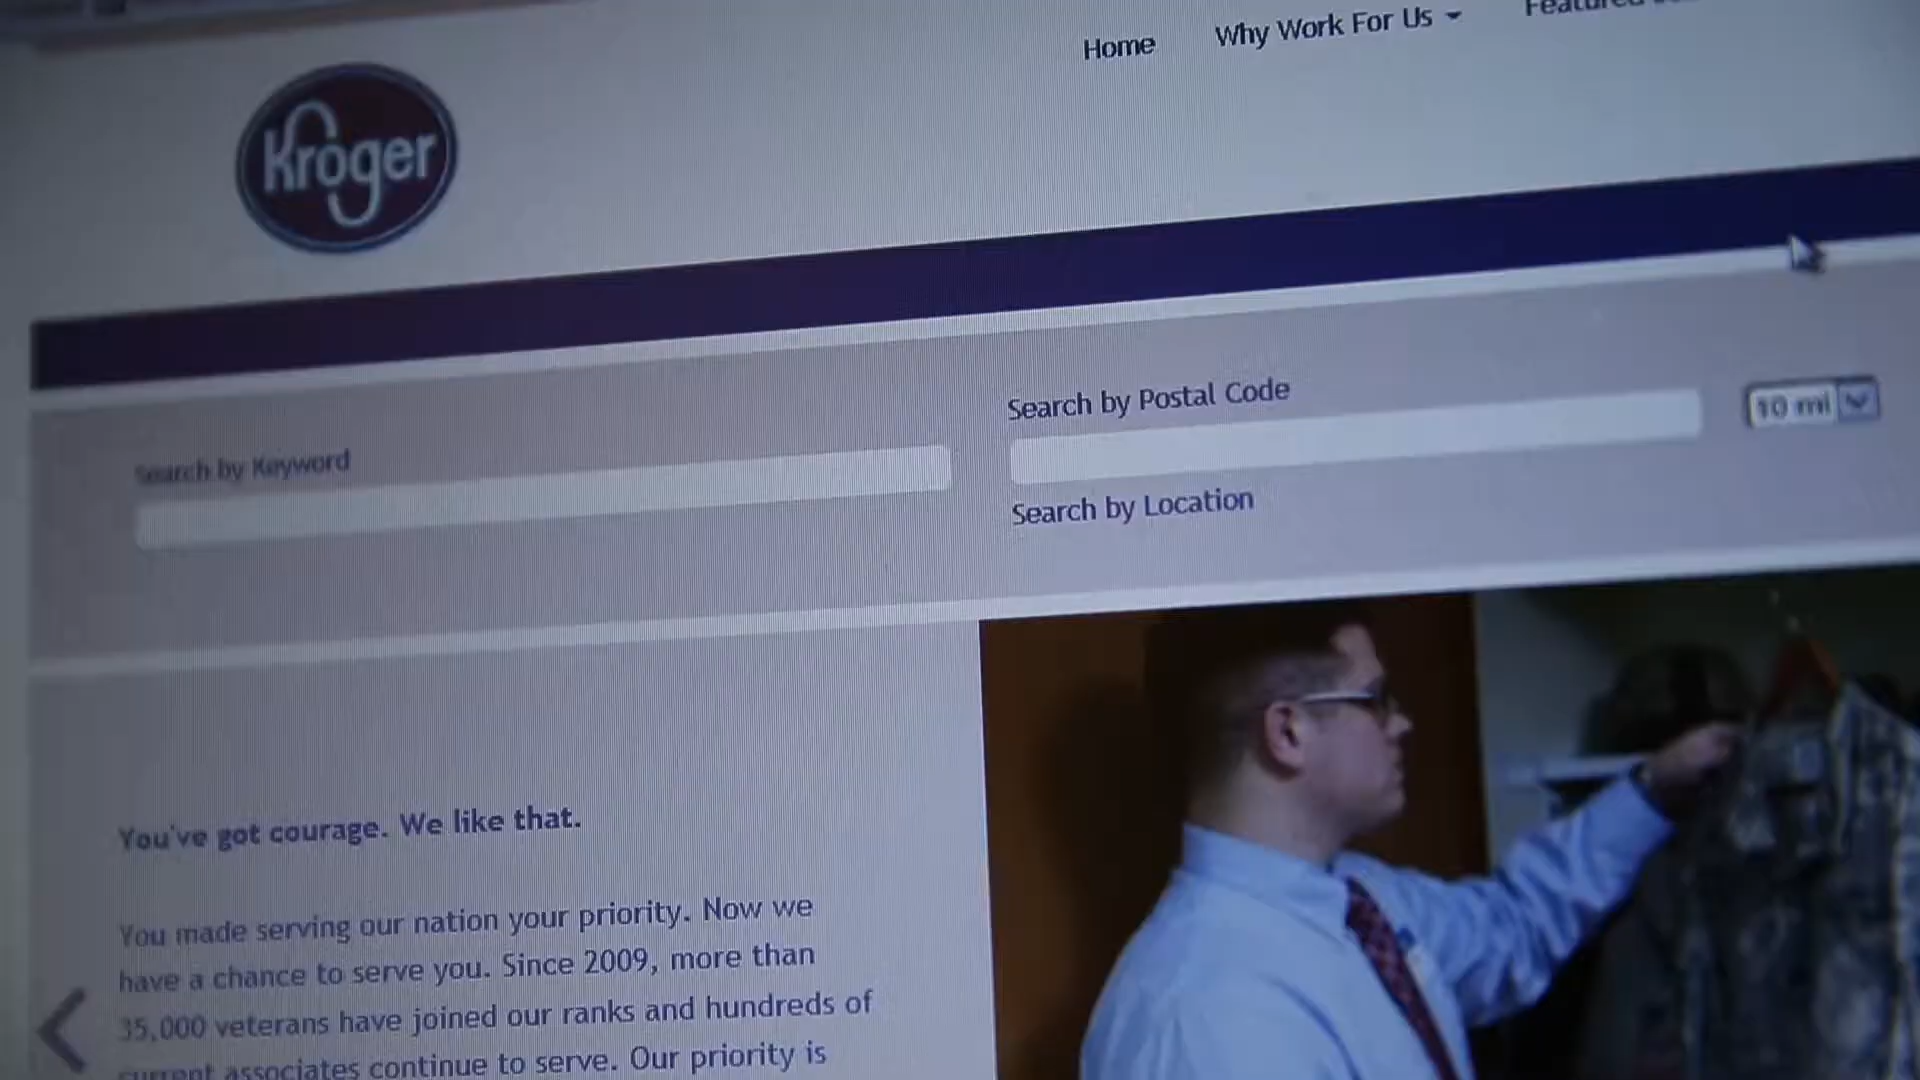 Home
Why Work For Us
Featured
Kroger
Search by Keyword
Search by Postal Code
10 mi
Search by Location
You've got courage. We like that.
You made serving our nation your priority. Now we
have a chance to serve you. Since 2009, more than
35,000 veterans have joined our ranks and hundreds of
current associates continue to serve. Our priority is